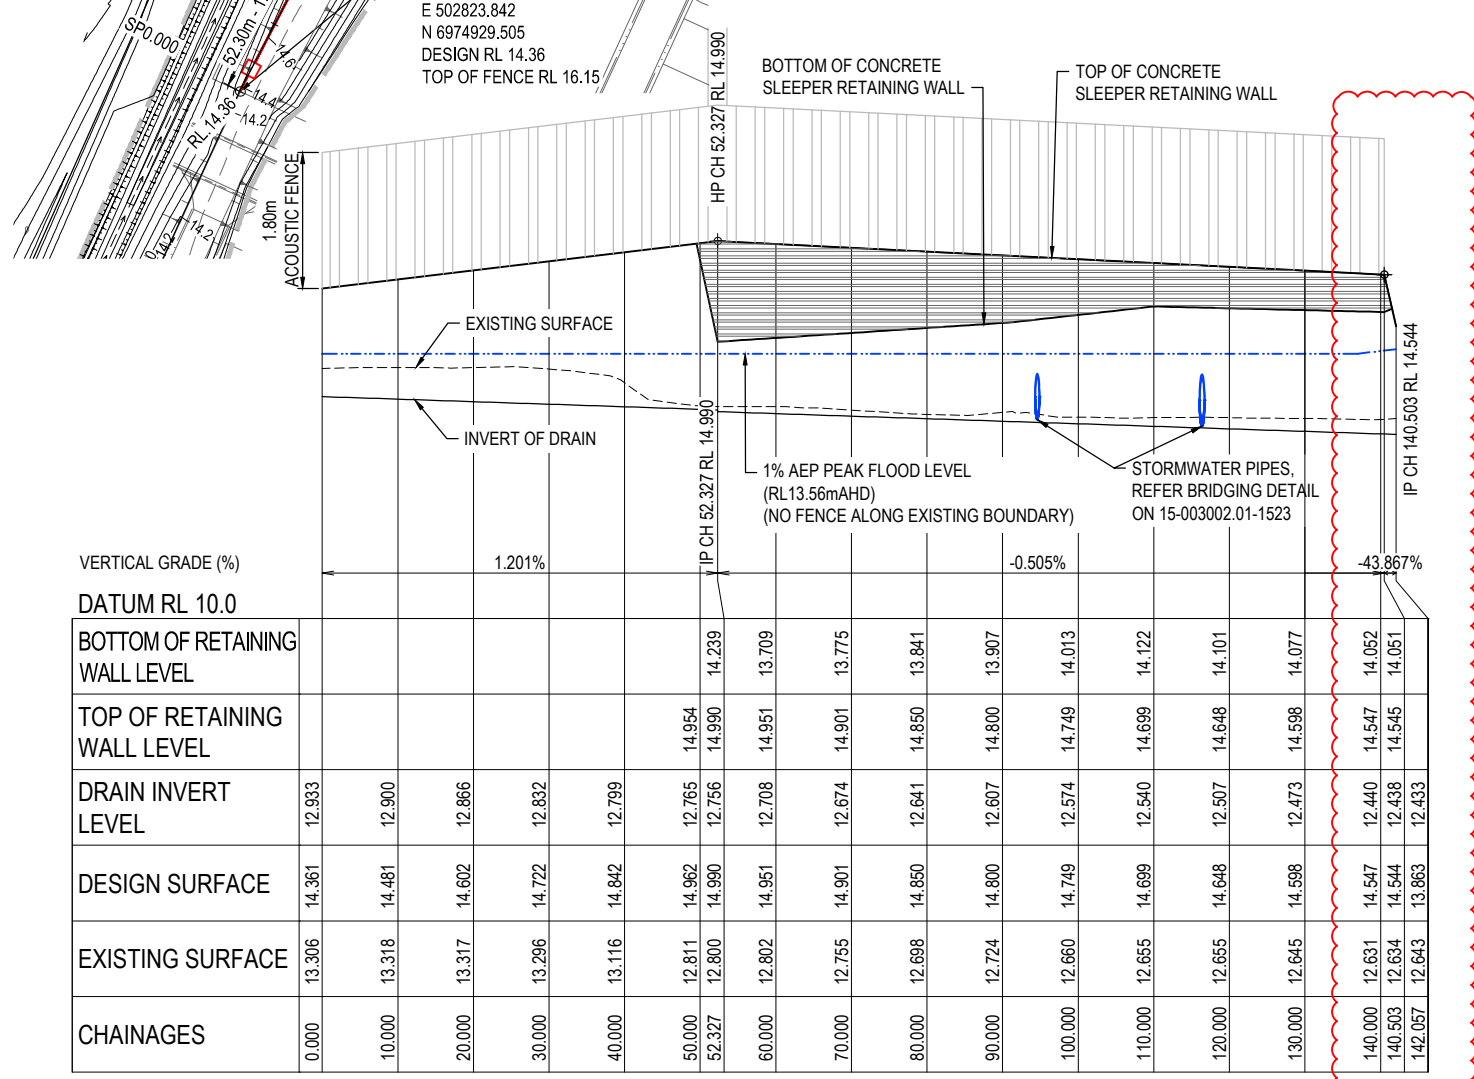 E 502823.842
N 6974929.505
DESIGN RL 14.36
TOP OF FENCE RL 16.15
SP0.000
52.30m - 1
14.6
14.4
14.2
RL 14.36
14.2
14.2
HP CH 52.327 RL 14.990
BOTTOM OF CONCRETE
SLEEPER RETAINING WALL
TOP OF CONCRETE
SLEEPER RETAINING WALL
1.80m
ACOUSTIC FENCE
EXISTING SURFACE
INVERT OF DRAIN
IP CH 52.327 RL 14.990
1% AEP PEAK FLOOD LEVEL
(RL13.56mAHD)
(NO FENCE ALONG EXISTING BOUNDARY)
STORMWATER PIPES,
REFER BRIDGING DETAIL
ON 15-003002.01-1523
IP CH 140.503 RL 14.544
VERTICAL GRADE (%) 1.201% -0.505% -43.867%
DATUM RL 10.0
BOTTOM OF RETAINING
WALL LEVEL
14.239 13.709 13.775 13.841 13.907 14.013 14.122 14.101 14.077 14.052 14.051
TOP OF RETAINING
WALL LEVEL
14.954 14.990 14.951 14.901 14.850 14.800 14.749 14.699 14.648 14.598 14.547 14.545
DRAIN INVERT
LEVEL
12.933 12.900 12.866 12.832 12.799 12.765 12.756 12.708 12.674 12.641 12.607 12.574 12.540 12.507 12.473 12.440 12.438 12.433
DESIGN SURFACE 14.361 14.481 14.602 14.722 14.842 14.962 14.990 14.951 14.901 14.850 14.800 14.749 14.699 14.648 14.598 14.547 14.544 13.863
EXISTING SURFACE 13.306 13.318 13.317 13.296 13.116 12.811 12.800 12.802 12.755 12.698 12.724 12.660 12.655 12.655 12.645 12.631 12.634 12.643
CHAINAGES 0.000 10.000 20.000 30.000 40.000 50.000 52.327 60.000 70.000 80.000 90.000 100.000 110.000 120.000 130.000 140.000 140.503 142.057